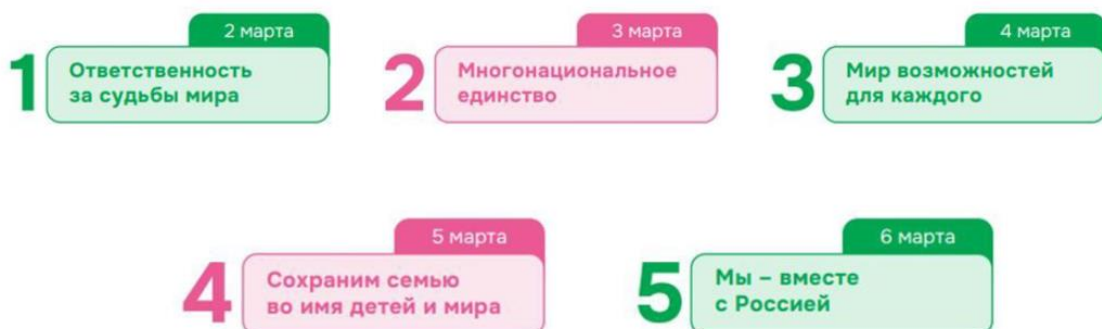 2 марта
1
Ответственность
за судьбы мира
3 марта
2
Многонациональное
единство
4 марта
3
Мир возможностей
для каждого
5 марта
4
Сохраним семью
во имя детей и мира
6 марта
5
Мы – вместе
с Россией